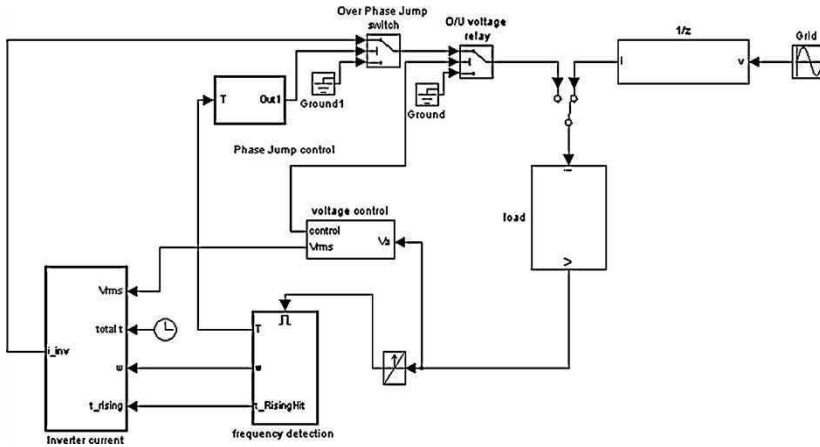 Over Phase Jump
switch
O/U voltage
relay
1/z
Grid
I
v
T
Out1
Ground1
Ground
Phase Jump control
I
load
V
voltage control
control
Vrms
Va
Vrms
total t
i_inv
w
t_rising
Inverter current
T
w
t_RisingHit
frequency detection